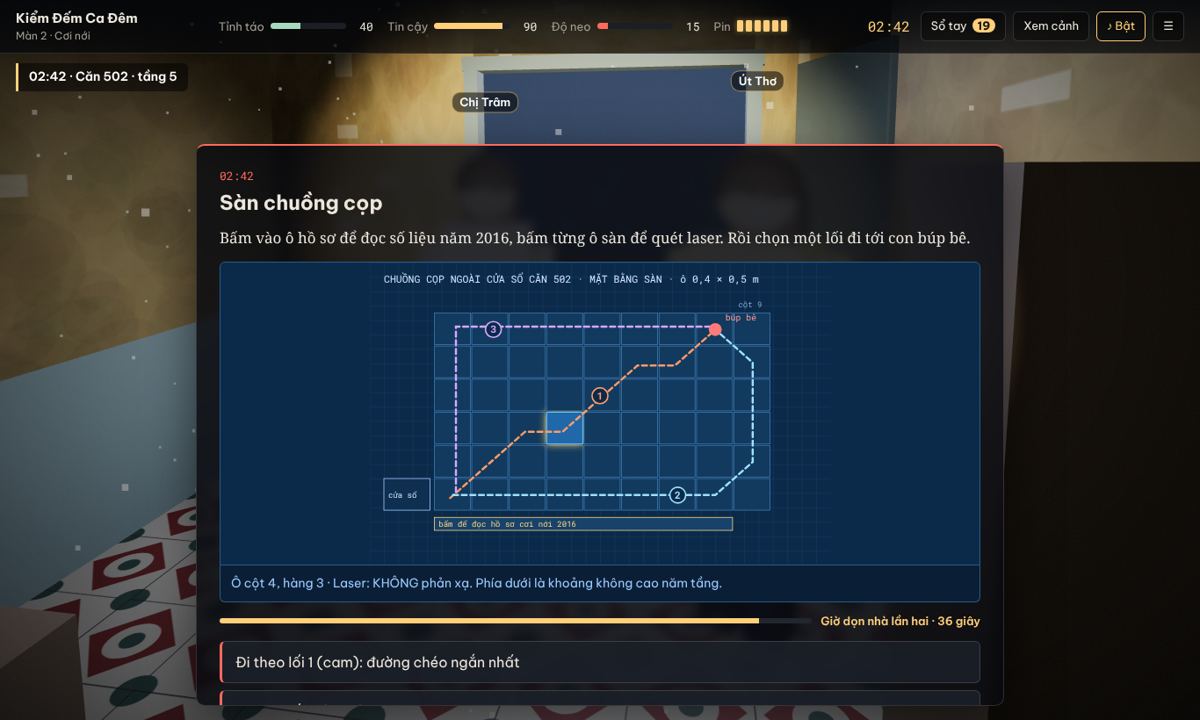 Kiểm Đếm Ca Đêm
Màn 2 · Cơi nới
Tỉnh táo 40 Tin cậy 90 Độ neo 15 Pin
02:42 Sổ tay 19 Xem cảnh ♪ Bật ☰
02:42 · Căn 502 · tầng 5
Chị Trâm
Út Thơ
02:42
Sàn chuồng cọp
Bấm vào ô hồ sơ để đọc số liệu năm 2016, bấm từng ô sàn để quét laser. Rồi chọn một lối đi tới con búp bê.
CHUỒNG CỌP NGOÀI CỬA SỔ CĂN 502 · MẶT BẰNG SÀN · ô 0,4 × 0,5 m
cột 9
búp bê
3
1
2
cửa sổ
bấm để đọc hồ sơ cơi nới 2016
Ô cột 4, hàng 3 · Laser: KHÔNG phản xạ. Phía dưới là khoảng không cao năm tầng.
Giờ dọn nhà lần hai · 36 giây
Đi theo lối 1 (cam): đường chéo ngắn nhất